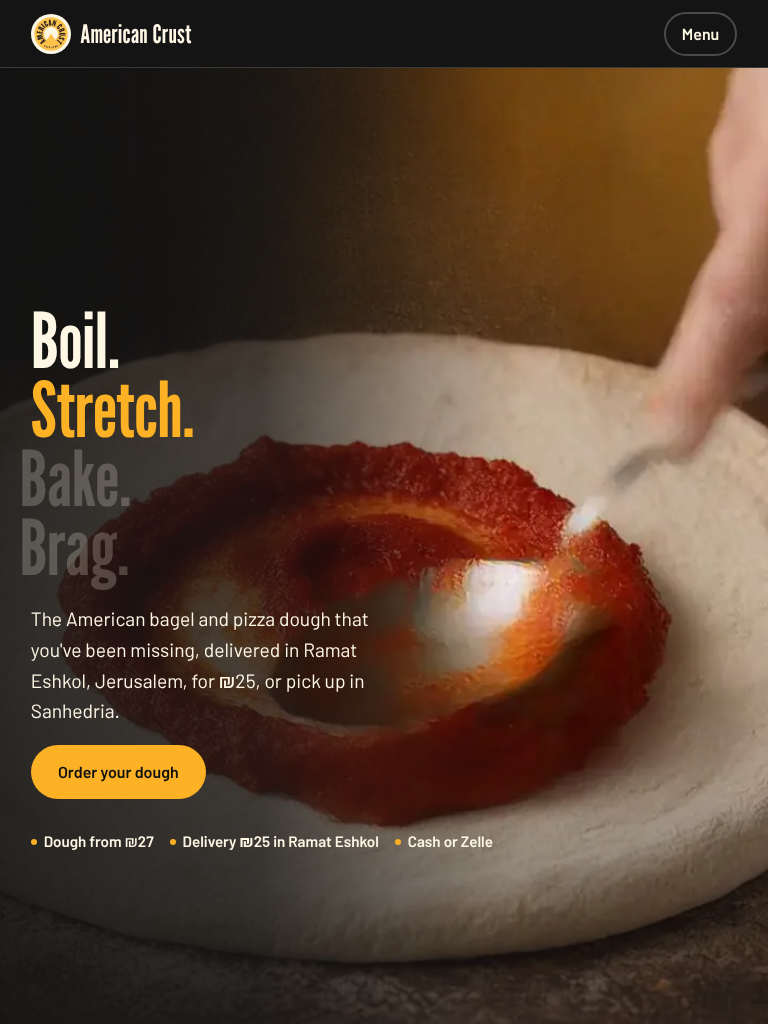 AMERICAN CRUST
American Crust
Menu
Boil.
Stretch.
Bake.
Brag.
The American bagel and pizza dough that
you've been missing, delivered in Ramat
Eshkol, Jerusalem, for ₪25, or pick up in
Sanhedria.
Order your dough
Dough from ₪27
Delivery ₪25 in Ramat Eshkol
Cash or Zelle